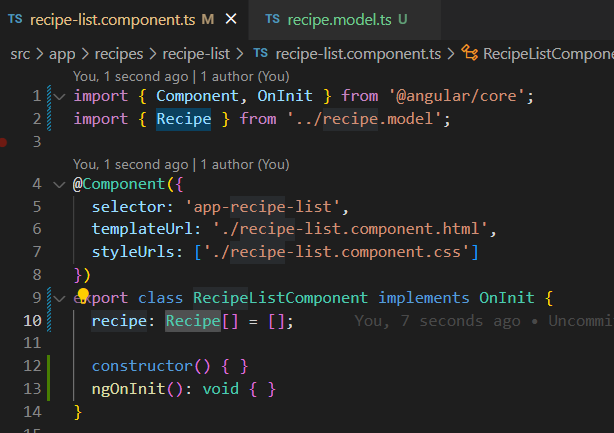 TS recipe-list.component.ts M × TS recipe.model.ts U
src > app > recipes > recipe-list > TS recipe-list.component.ts > RecipeListCompone
You, 1 second ago | 1 author (You)
1 import { Component, OnInit } from '@angular/core';
2 import { Recipe } from '../recipe.model';
3
You, 1 second ago | 1 author (You)
4 @Component({
5 selector: 'app-recipe-list',
6 templateUrl: './recipe-list.component.html',
7 styleUrls: ['./recipe-list.component.css']
8 })
9 export class RecipeListComponent implements OnInit {
10 recipe: Recipe[] = []; You, 7 seconds ago • Uncommi
11
12 constructor() { }
13 ngOnInit(): void { }
14 }
15